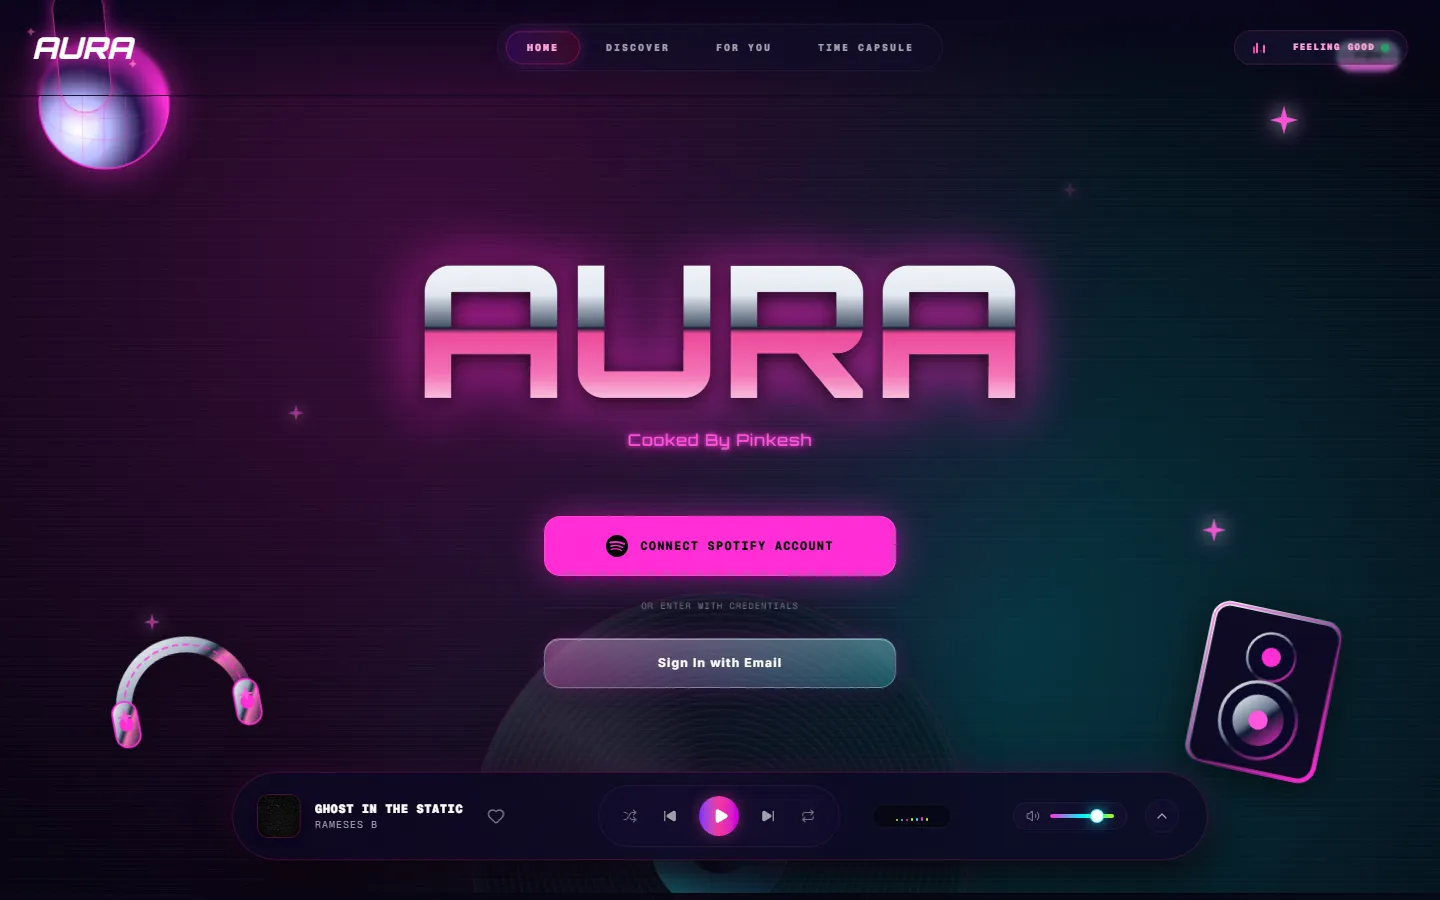 AURA
HOME
DISCOVER
FOR YOU
TIME CAPSULE
FEELING GOOD
AURA
Cooked By Pinkesh
CONNECT SPOTIFY ACCOUNT
OR ENTER WITH CREDENTIALS
Sign In with Email
GHOST IN THE STATIC
RAMESES B